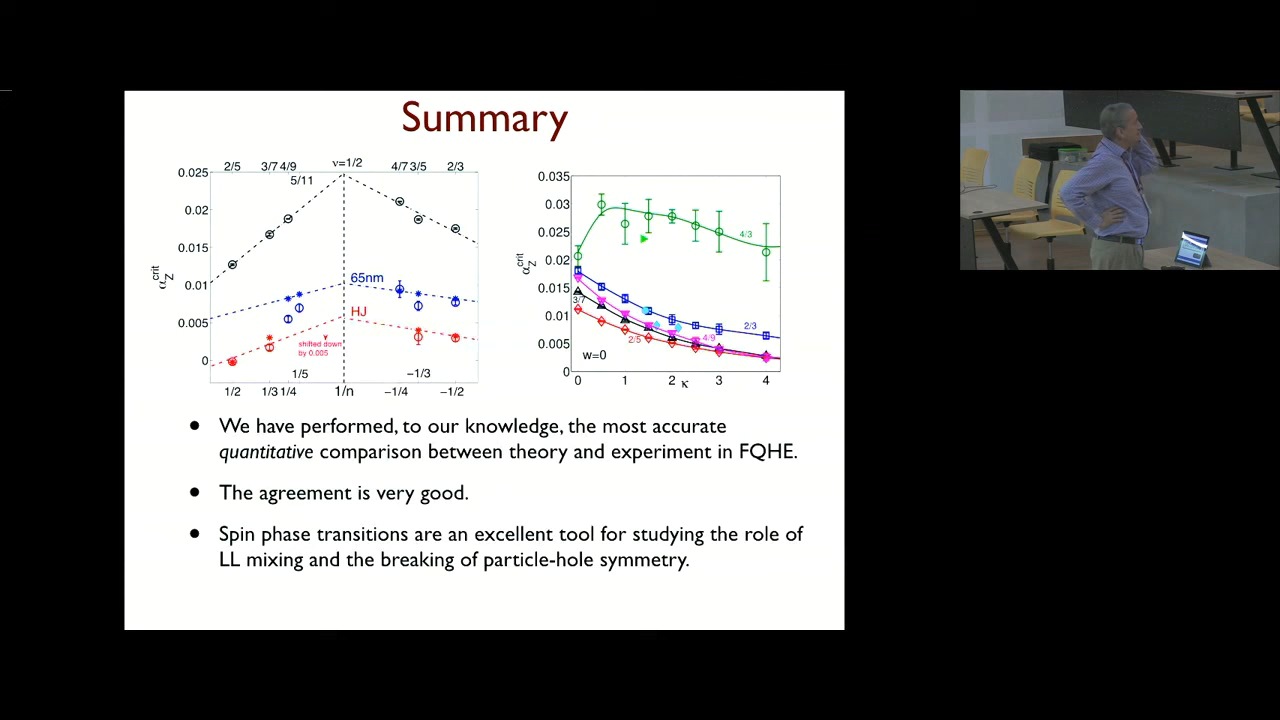 Summary
2/5 3/7 4/9 ν=1/2 4/7 3/5 2/3
5/11
0.025
0.02
0.015
0.01
0.005
0
α_Z^crit
65nm
HJ
shifted down
by 0.005
1/5 −1/3
1/2 1/3 1/4 1/n −1/4 −1/2
0.035
0.03
0.025
0.02
0.015
0.01
0.005
0
α_Z^crit
4/3
3/7
2/3
2/5
4/9
w=0
0 1 2 κ 3 4
• We have performed, to our knowledge, the most accurate
quantitative comparison between theory and experiment in FQHE.
• The agreement is very good.
• Spin phase transitions are an excellent tool for studying the role of
LL mixing and the breaking of particle-hole symmetry.